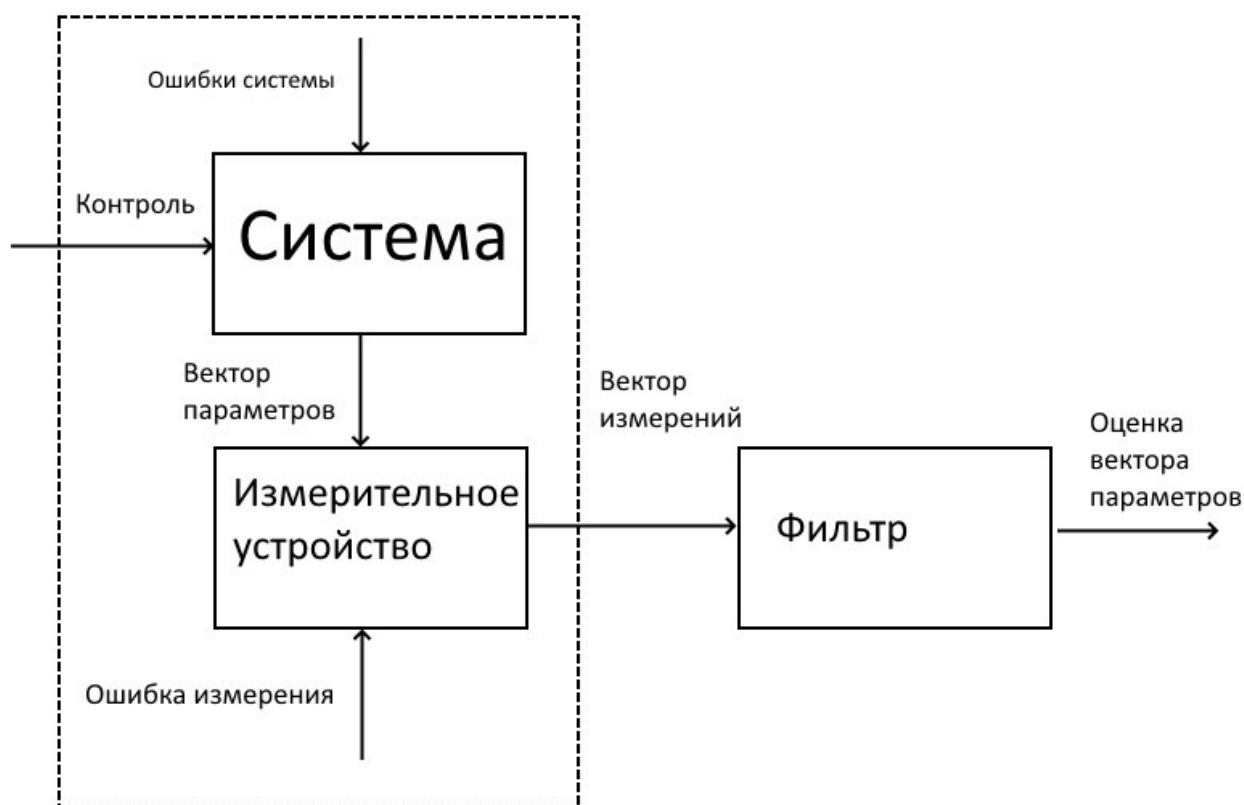 Ошибки системы
Контроль
Система
Вектор
параметров
Вектор
измерений
Оценка
вектора
параметров
Измерительное
устройство
Фильтр
Ошибка измерения